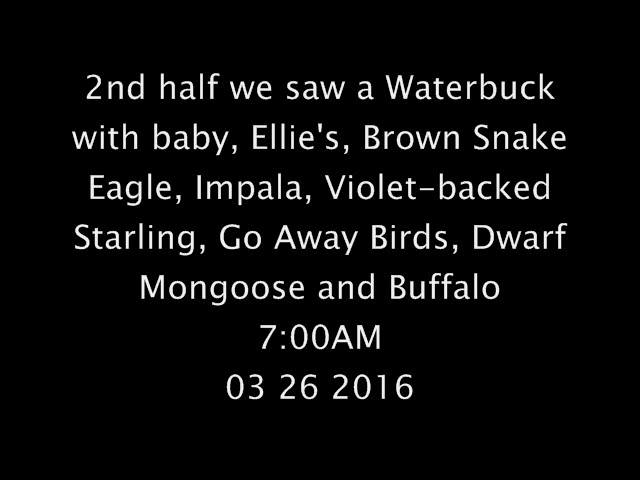 2nd half we saw a Waterbuck
with baby, Ellie's, Brown Snake
Eagle, Impala, Violet-backed
Starling, Go Away Birds, Dwarf
Mongoose and Buffalo
7:00AM
03 26 2016